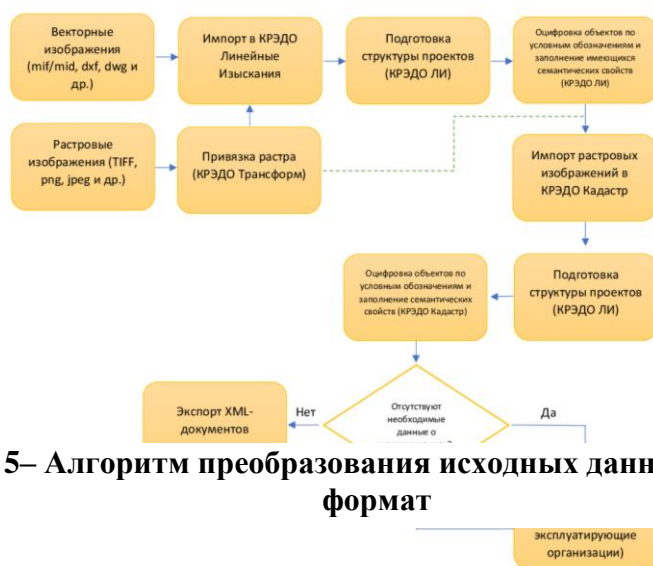 Векторные
изображения
(mif/mid, dxf, dwg и
др.)
Импорт в КРЭДО
Линейные
Изыскания
Подготовка
структуры проектов
(КРЭДО ЛИ)
Оцифровка объектов по
условным обозначениям и
заполнение имеющихся
семантических свойств
(КРЭДО ЛИ)
Растровые
изображения (TIFF,
png, jpeg и др.)
Привязка растра
(КРЭДО Трансформ)
Импорт растровых
изображений в
КРЭДО Кадастр
Оцифровка объектов по
условным обозначениям и
заполнение семантических
свойств (КРЭДО Кадастр)
Подготовка
структуры проектов
(КРЭДО ЛИ)
Экспорт XML-
документов
Нет
Отсутствуют
необходимые
данные о
Да
5– Алгоритм преобразования исходных
формат
эксплуатирующие
организации)